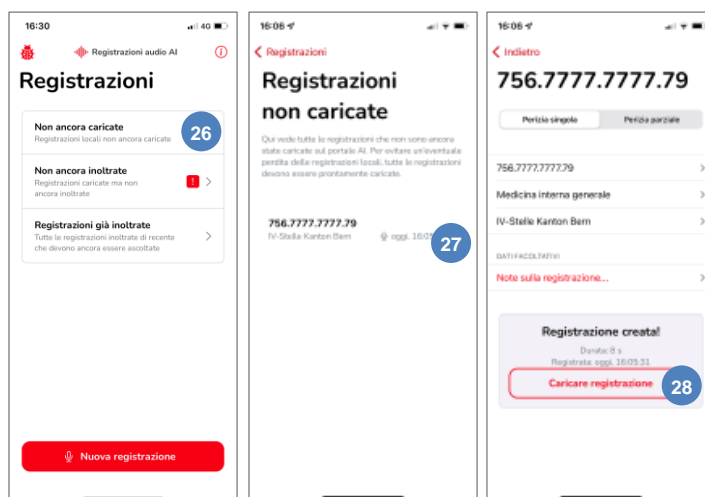 16:30
4G
Registrazioni audio AI
Registrazioni
Non ancora caricate
Registrazioni locali non ancora caricate
26
Non ancora inoltrate
Registrazioni caricate ma non
ancora inoltrate
!
Registrazioni già inoltrate
Tutte le registrazioni inoltrate di recente
che devono ancora essere ascoltate
Nuova registrazione
16:06
Registrazioni
Registrazioni
non caricate
Qui vede tutte le registrazioni che non sono ancora
state caricate sul portale AI. Per evitare un'eventuale
perdita delle registrazioni locali, tutte le registrazioni
devono essere prontamente caricate.
756.7777.7777.79
IV-Stelle Kanton Bern
oggi, 16:05
27
16:06
Indietro
756.7777.7777.79
Perizia singola
Perizia parziale
756.7777.7777.79
Medicina interna generale
IV-Stelle Kanton Bern
DATI FACOLTATIVI
Note sulla registrazione...
Registrazione creata!
Durata: 8 s
Registrata: oggi, 16:05:31
Caricare registrazione
28